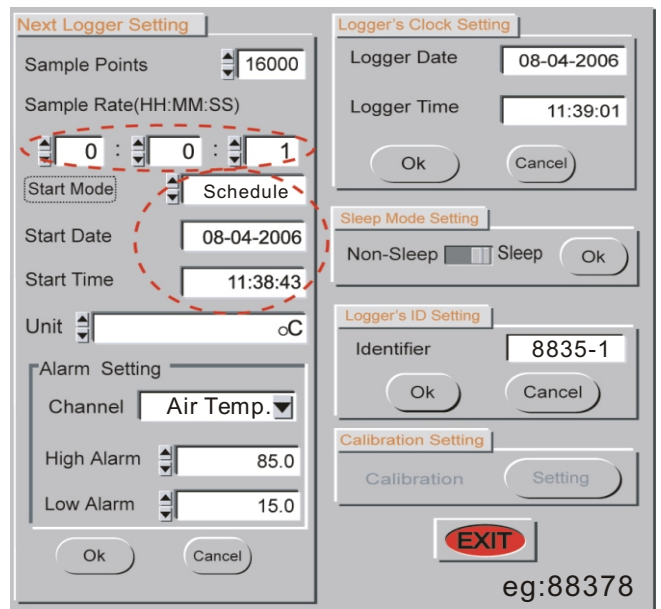 Next Logger Setting
Sample Points 16000
Sample Rate(HH:MM:SS)
0 : 0 : 1
Start Mode Schedule
Start Date 08-04-2006
Start Time 11:38:43
Unit oC
Alarm Setting
Channel Air Temp.
High Alarm 85.0
Low Alarm 15.0
Ok Cancel
Logger's Clock Setting
Logger Date 08-04-2006
Logger Time 11:39:01
Ok Cancel
Sleep Mode Setting
Non-Sleep Sleep Ok
Logger's ID Setting
Identifier 8835-1
Ok Cancel
Calibration Setting
Calibration Setting
EXIT
eg:88378